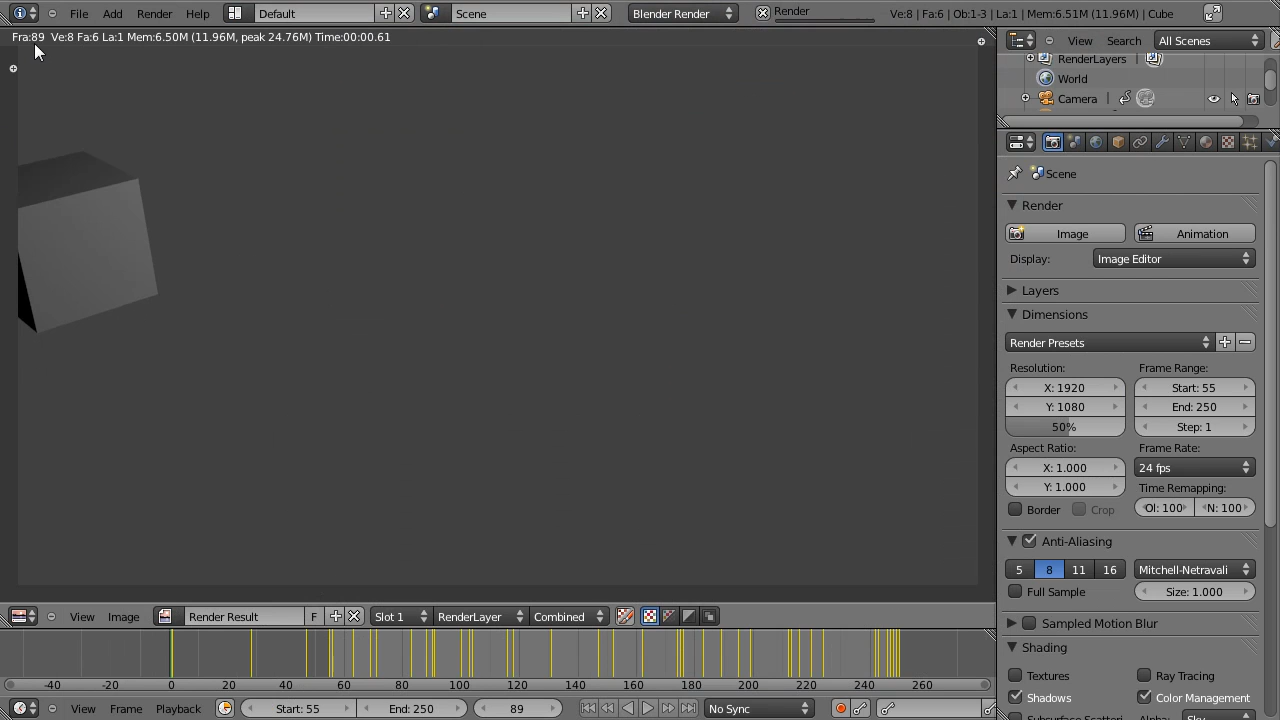 File Add Render Help Default Scene Blender Render Render Ve:8 | Fa:6 | Ob:1-3 | La:1 | Mem:6.51M (11.96M) | Cube
Fra:89 Ve:8 Fa:6 La:1 Mem:6.50M (11.96M, peak 24.76M) Time:00:00.61
View Search All Scenes
RenderLayers
World
Camera
Scene
Render
Image Animation
Display: Image Editor
Layers
Dimensions
Render Presets
Resolution: Frame Range:
X: 1920 Start: 55
Y: 1080 End: 250
50% Step: 1
Aspect Ratio: Frame Rate:
X: 1.000 24 fps
Y: 1.000 Time Remapping:
Border Crop Ol: 100 N: 100
Anti-Aliasing
5 8 11 16 Mitchell-Netravali
Full Sample Size: 1.000
Sampled Motion Blur
Shading
Textures Ray Tracing
Shadows Color Management
View Image Render Result F Slot 1 RenderLayer Combined
-40 -20 0 20 40 60 80 100 120 140 160 180 200 220 240 260
View Frame Playback Start: 55 End: 250 89 No Sync